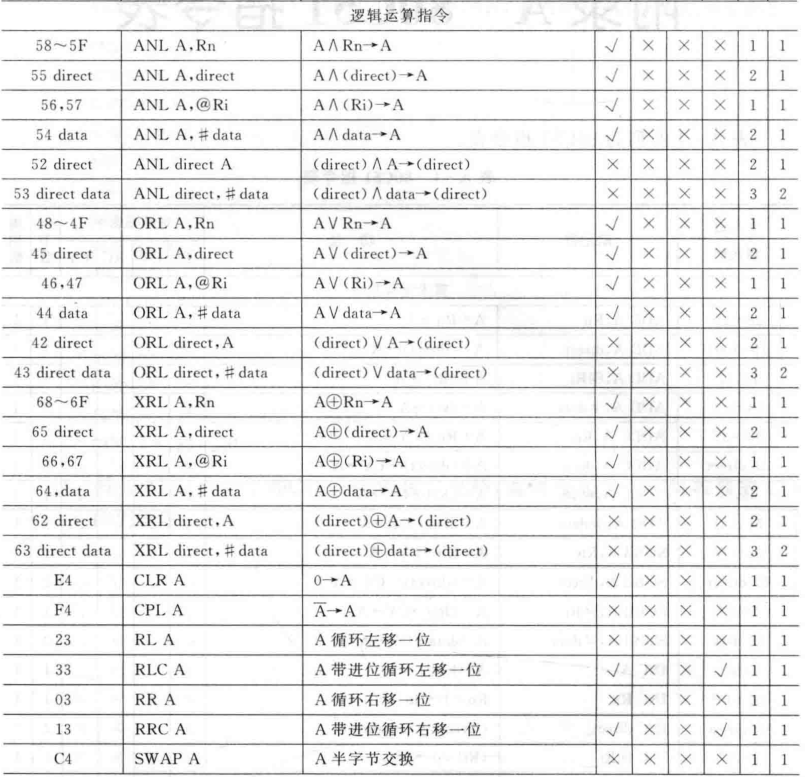 逻辑运算指令
58～5F ANL A,Rn A∧Rn→A √ × × × 1 1
55 direct ANL A,direct A∧(direct)→A √ × × × 2 1
56,57 ANL A,@Ri A∧(Ri)→A √ × × × 1 1
54 data ANL A,#data A∧data→A √ × × × 2 1
52 direct ANL direct A (direct)∧A→(direct) × × × × 2 1
53 direct data ANL direct,#data (direct)∧data→(direct) × × × × 3 2
48～4F ORL A,Rn A∨Rn→A √ × × × 1 1
45 direct ORL A,direct A∨(direct)→A √ × × × 2 1
46,47 ORL A,@Ri A∨(Ri)→A √ × × × 1 1
44 data ORL A,#data A∨data→A √ × × × 2 1
42 direct ORL direct,A (direct)∨A→(direct) × × × × 2 1
43 direct data ORL direct,#data (direct)∨data→(direct) × × × × 3 2
68～6F XRL A,Rn A⊕Rn→A √ × × × 1 1
65 direct XRL A,direct A⊕(direct)→A √ × × × 2 1
66,67 XRL A,@Ri A⊕(Ri)→A √ × × × 1 1
64,data XRL A,#data A⊕data→A √ × × × 2 1
62 direct XRL direct,A (direct)⊕A→(direct) × × × × 2 1
63 direct data XRL direct,#data (direct)⊕data→(direct) × × × × 3 2
E4 CLR A 0→A √ × × × 1 1
F4 CPL A A̅→A × × × × 1 1
23 RL A A 循环左移一位 × × × × 1 1
33 RLC A A 带进位循环左移一位 √ × × √ 1 1
03 RR A A 循环右移一位 × × × × 1 1
13 RRC A A 带进位循环右移一位 √ × × √ 1 1
C4 SWAP A A 半字节交换 × × × × 1 1